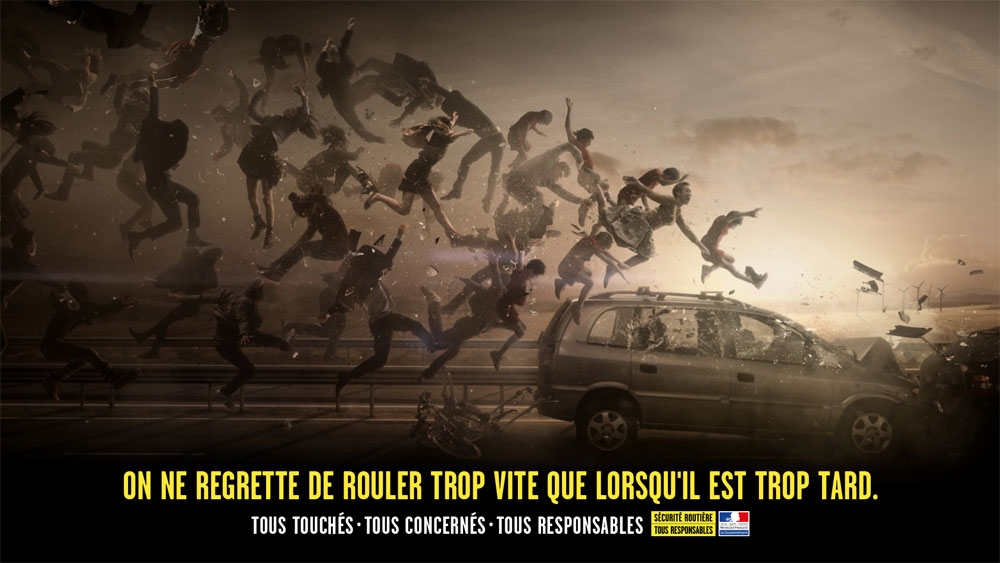 ON NE REGRETTE DE ROULER TROP VITE QUE LORSQU'IL EST TROP TARD.
TOUS TOUCHÉS · TOUS CONCERNÉS · TOUS RESPONSABLES
SÉCURITÉ ROUTIÈRE
TOUS RESPONSABLES